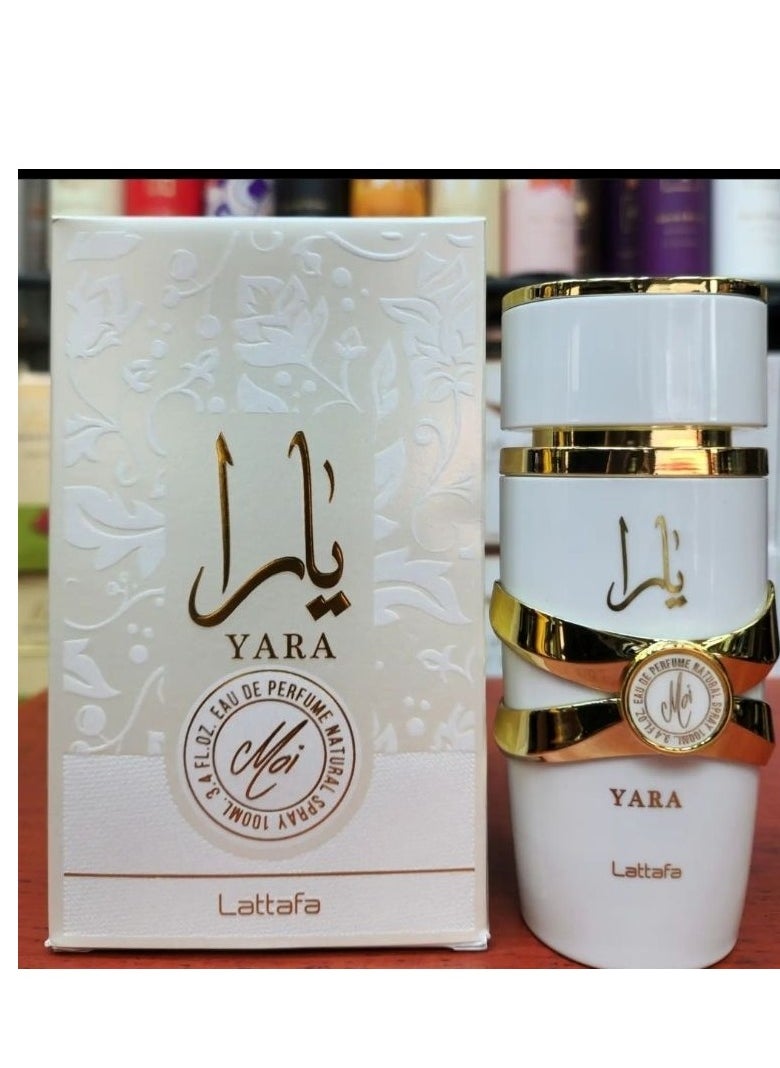 يارا
YARA
3.4 FL.OZ. EAU DE PERFUME NATURAL SPRAY 100ML.
Moi
Lattafa
يارا
3.4 FL.OZ. EAU DE PERFUME NATURAL SPRAY 100ML.
Moi
YARA
Lattafa